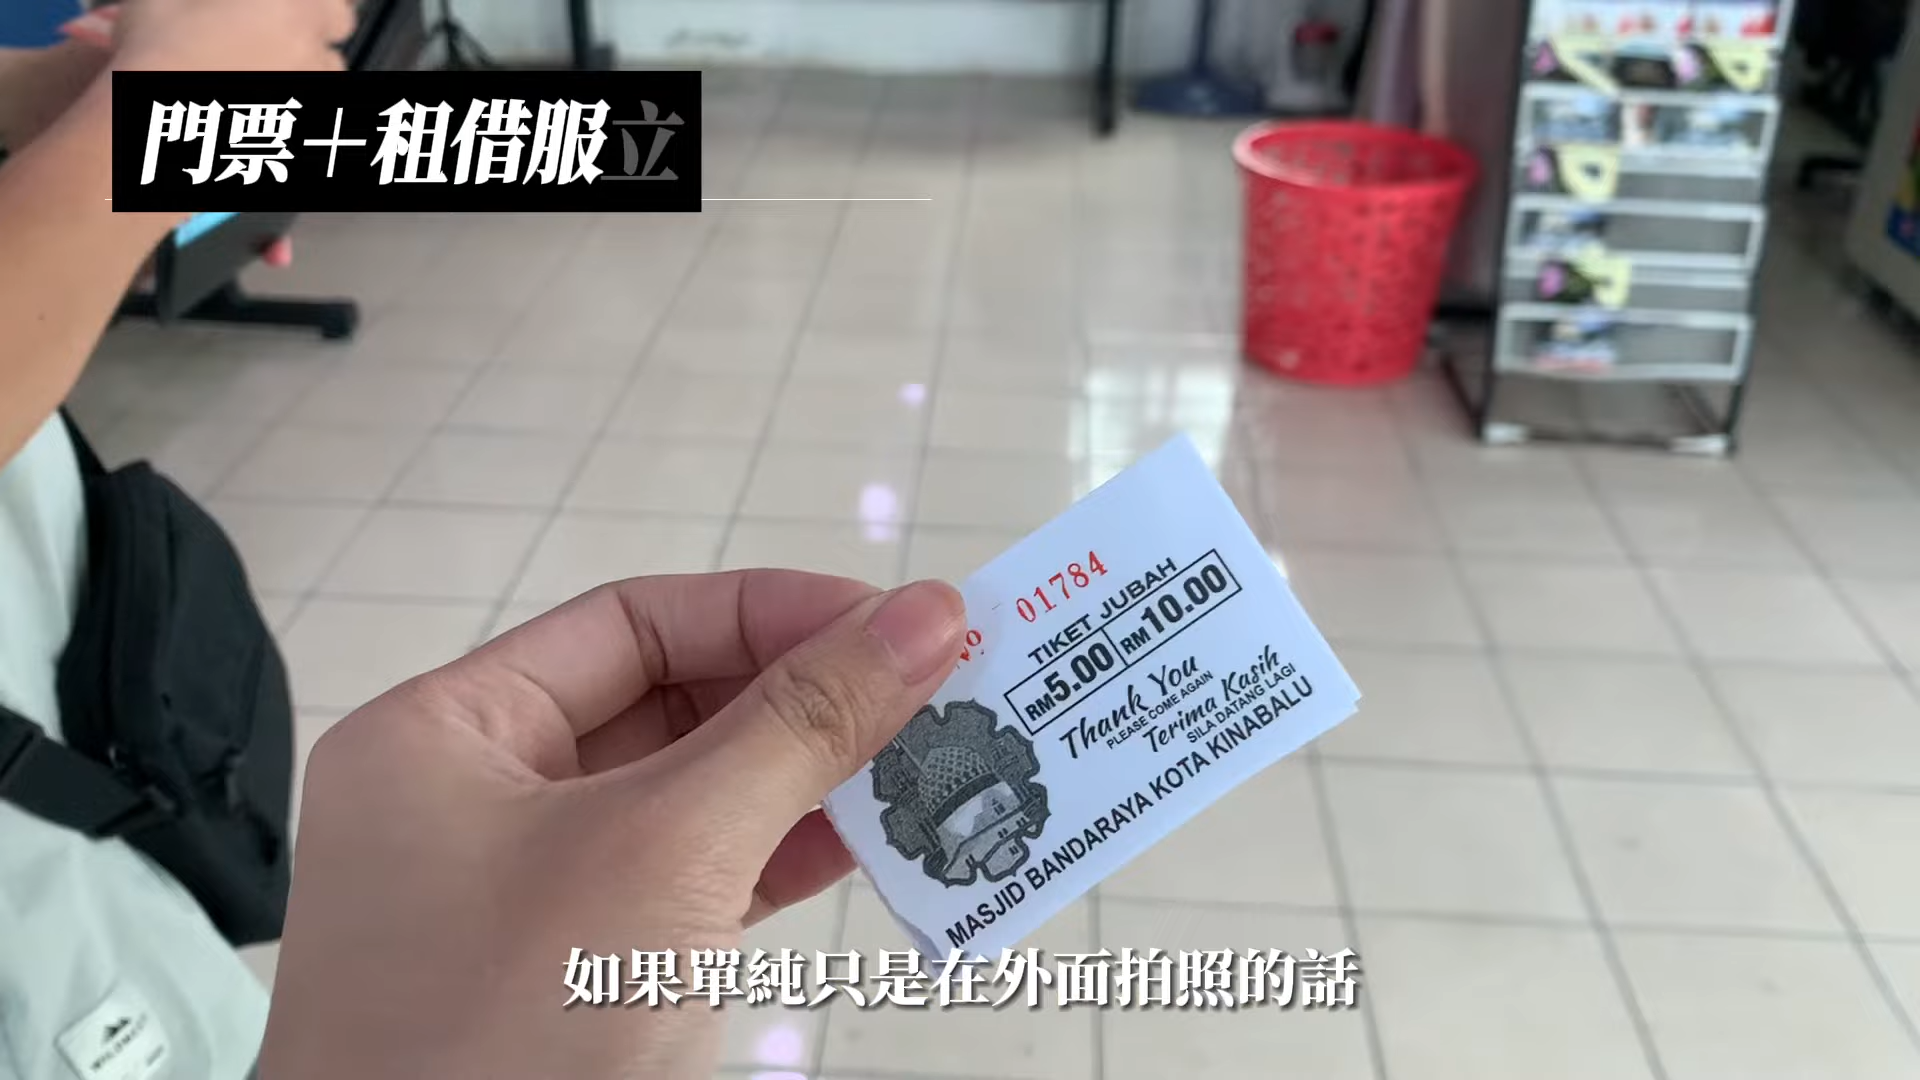 門票＋租借服立
No 01784
TIKET JUBAH
RM5.00 RM10.00
Thank You
PLEASE COME AGAIN
Terima Kasih
SILA DATANG LAGI
MASJID BANDARAYA KOTA KINABALU
如果單純只是在外面拍照的話